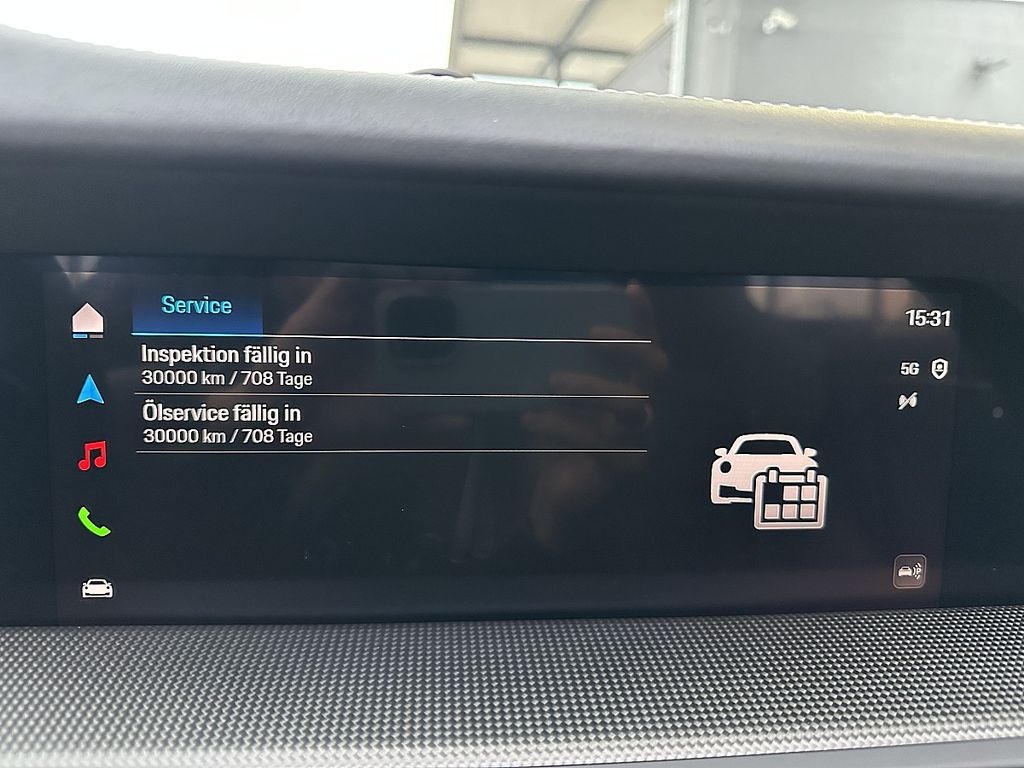 Service
15:31
Inspektion fällig in
30000 km / 708 Tage
5G
Ölservice fällig in
30000 km / 708 Tage